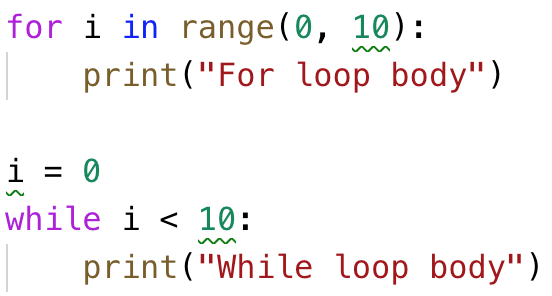 for i in range(0, 10):
    print("For loop body")

i = 0
while i < 10:
    print("While loop body")